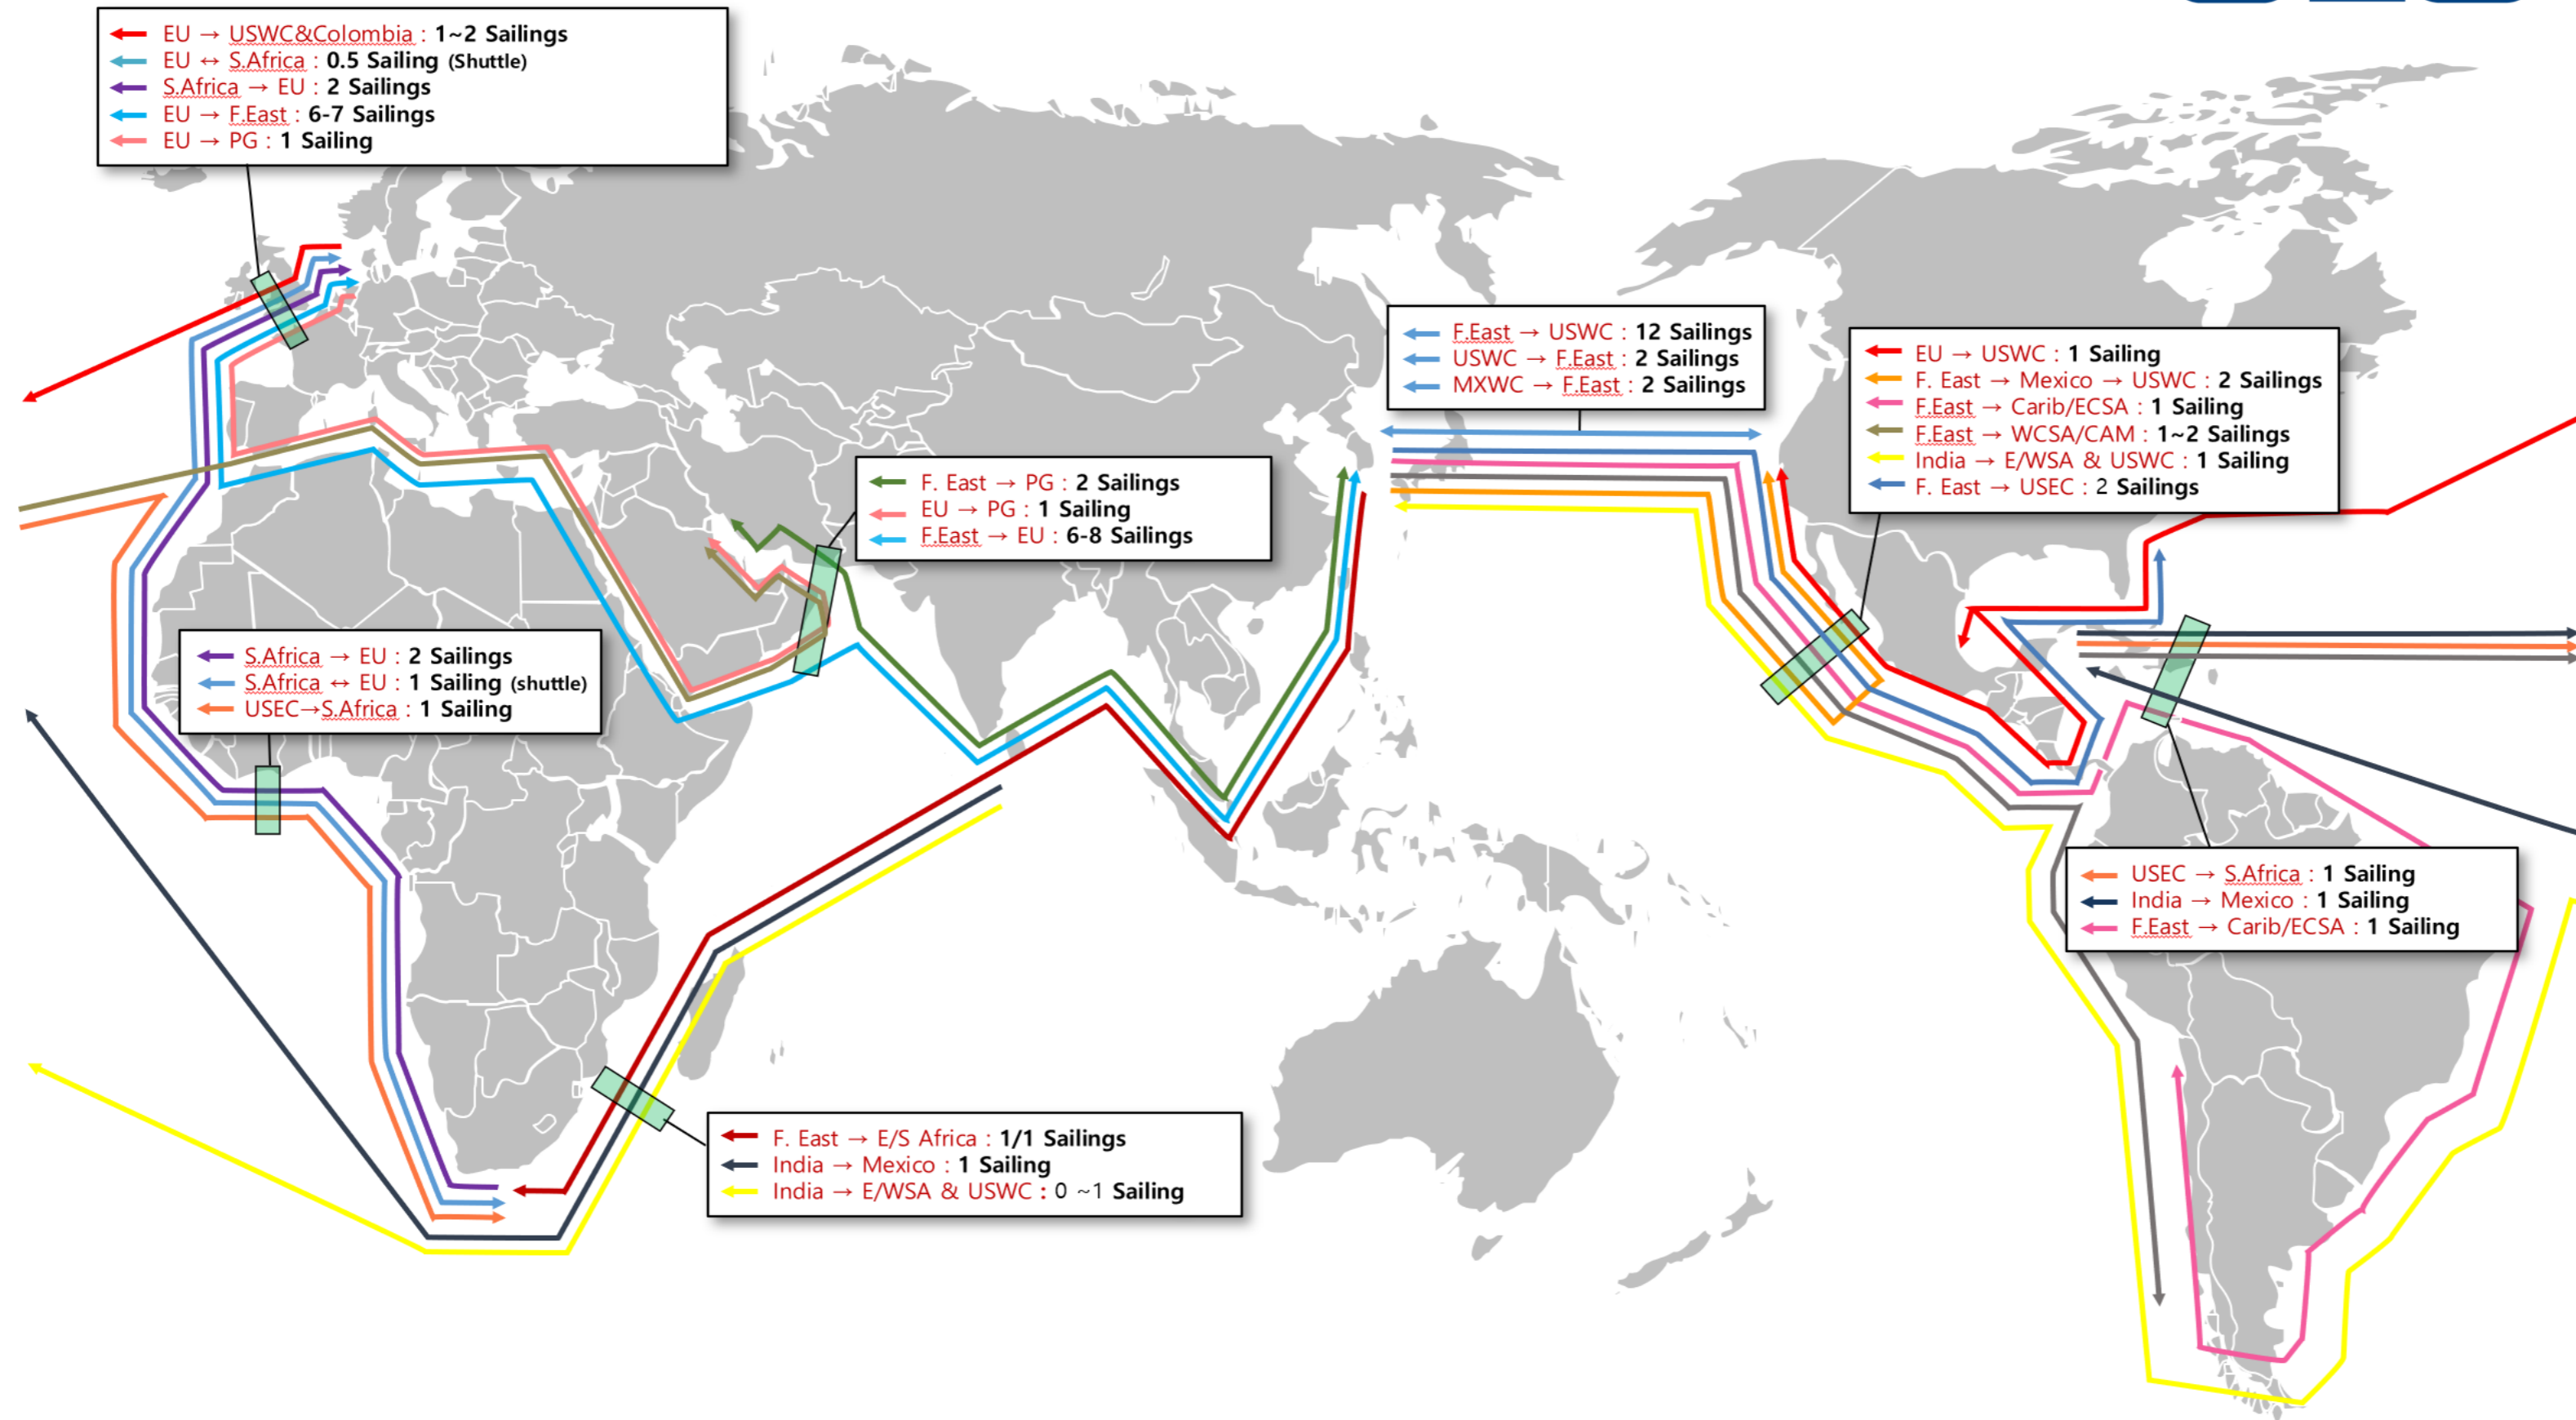 EU → USWC&Colombia : 1~2 Sailings
EU ↔ S.Africa : 0.5 Sailing (Shuttle)
S.Africa → EU : 2 Sailings
EU → F.East : 6-7 Sailings
EU → PG : 1 Sailing
F.East → USWC : 12 Sailings
USWC → F.East : 2 Sailings
MXWC → F.East : 2 Sailings
EU → USWC : 1 Sailing
F. East → Mexico → USWC : 2 Sailings
F.East → Carib/ECSA : 1 Sailing
F.East → WCSA/CAM : 1~2 Sailings
India → E/WSA & USWC : 1 Sailing
F. East → USEC : 2 Sailings
F. East → PG : 2 Sailings
EU → PG : 1 Sailing
F.East → EU : 6-8 Sailings
S.Africa → EU : 2 Sailings
S.Africa ↔ EU : 1 Sailing (shuttle)
USEC→S.Africa : 1 Sailing
USEC → S.Africa : 1 Sailing
India → Mexico : 1 Sailing
F.East → Carib/ECSA : 1 Sailing
F. East → E/S Africa : 1/1 Sailings
India → Mexico : 1 Sailing
India → E/WSA & USWC : 0 ~1 Sailing